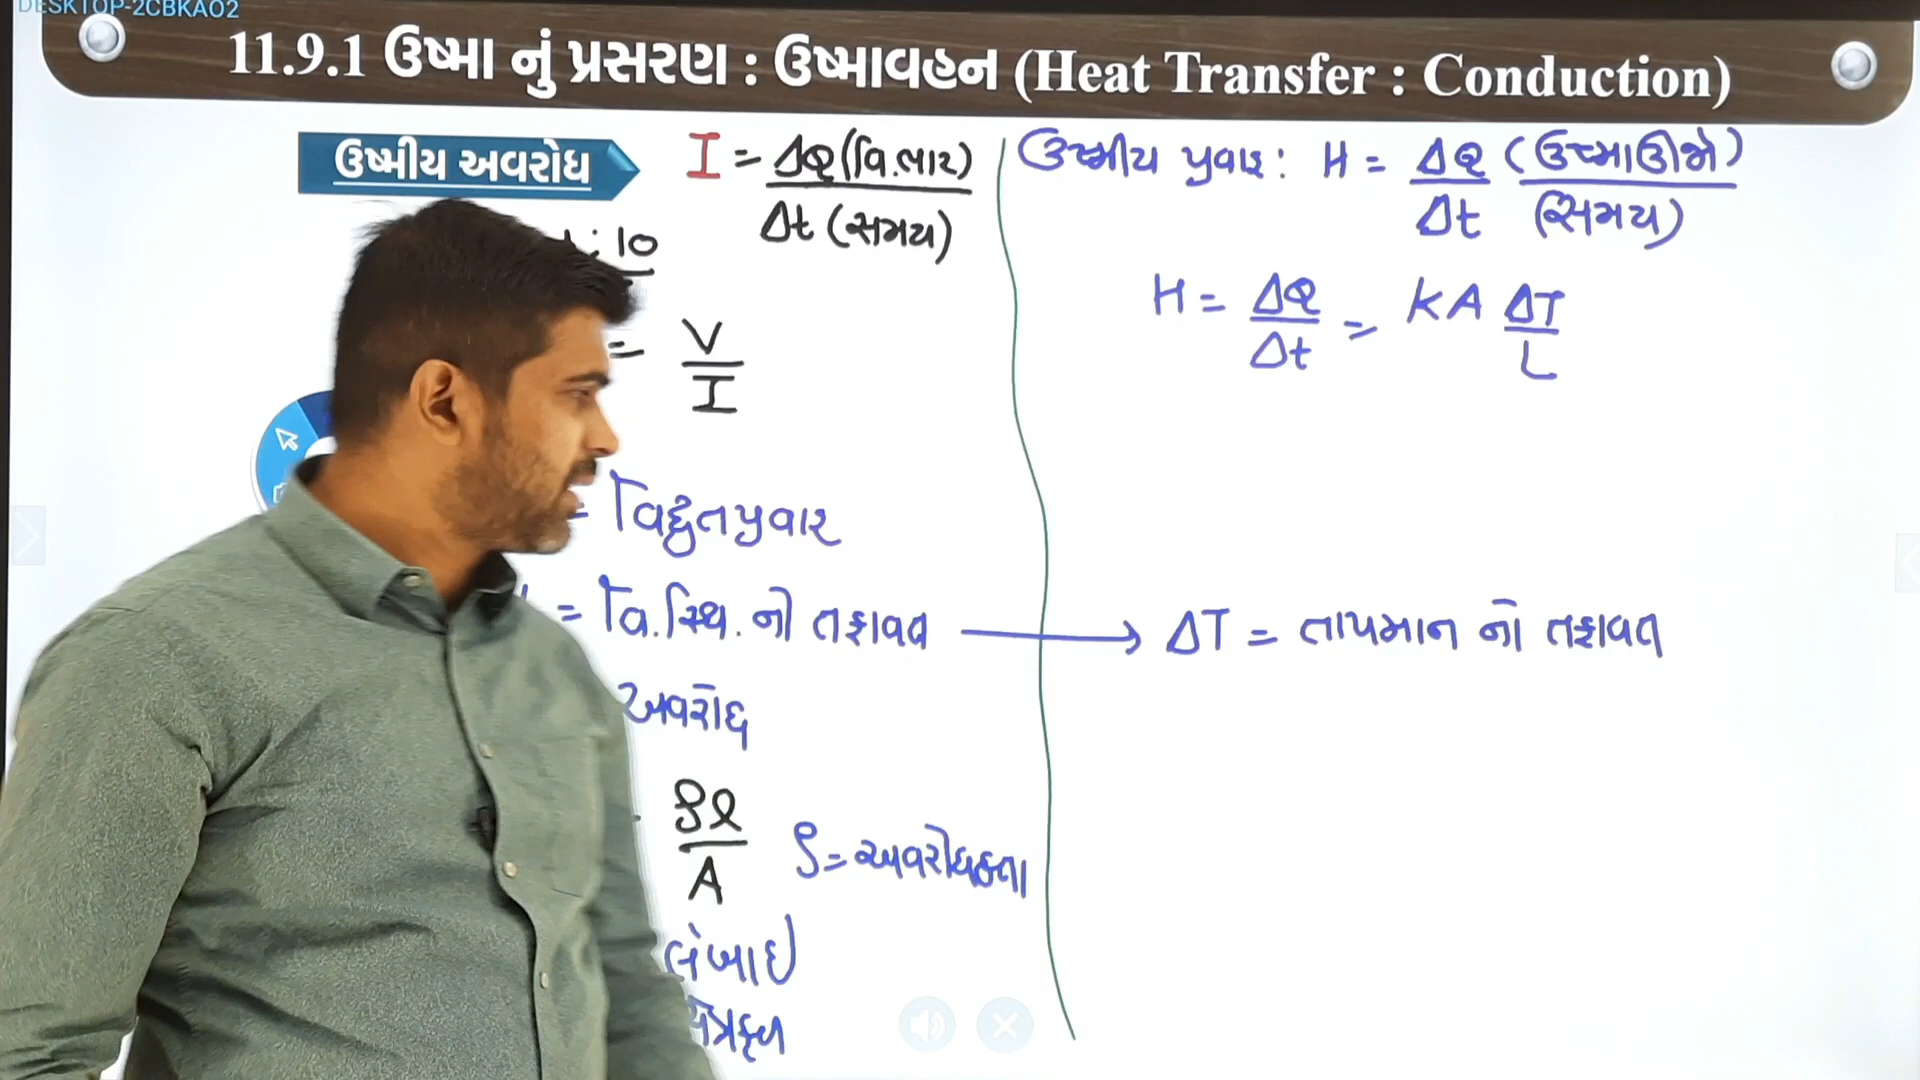 DESKTOP-2CBKAO2
11.9.1 ઉષ્મા નું પ્રસરણ : ઉષ્માવહન (Heat Transfer : Conduction)
ઉષ્મીય અવરોધ
I = ΔQ (વિ.ભાર) / Δt (સમય)
: 10
= V / I
= વિદ્યુતપ્રવાહ
= વિ.સ્થિ. નો તફાવત → ΔT = તાપમાન નો તફાવત
અવરોધ
ρl / A
ρ = અવરોધકતા
લંબાઈ
ઉષ્મીય પ્રવાહ : H = ΔQ / Δt (ઉષ્માઊર્જા) / (સમય)
H = ΔQ / Δt = KA ΔT / L